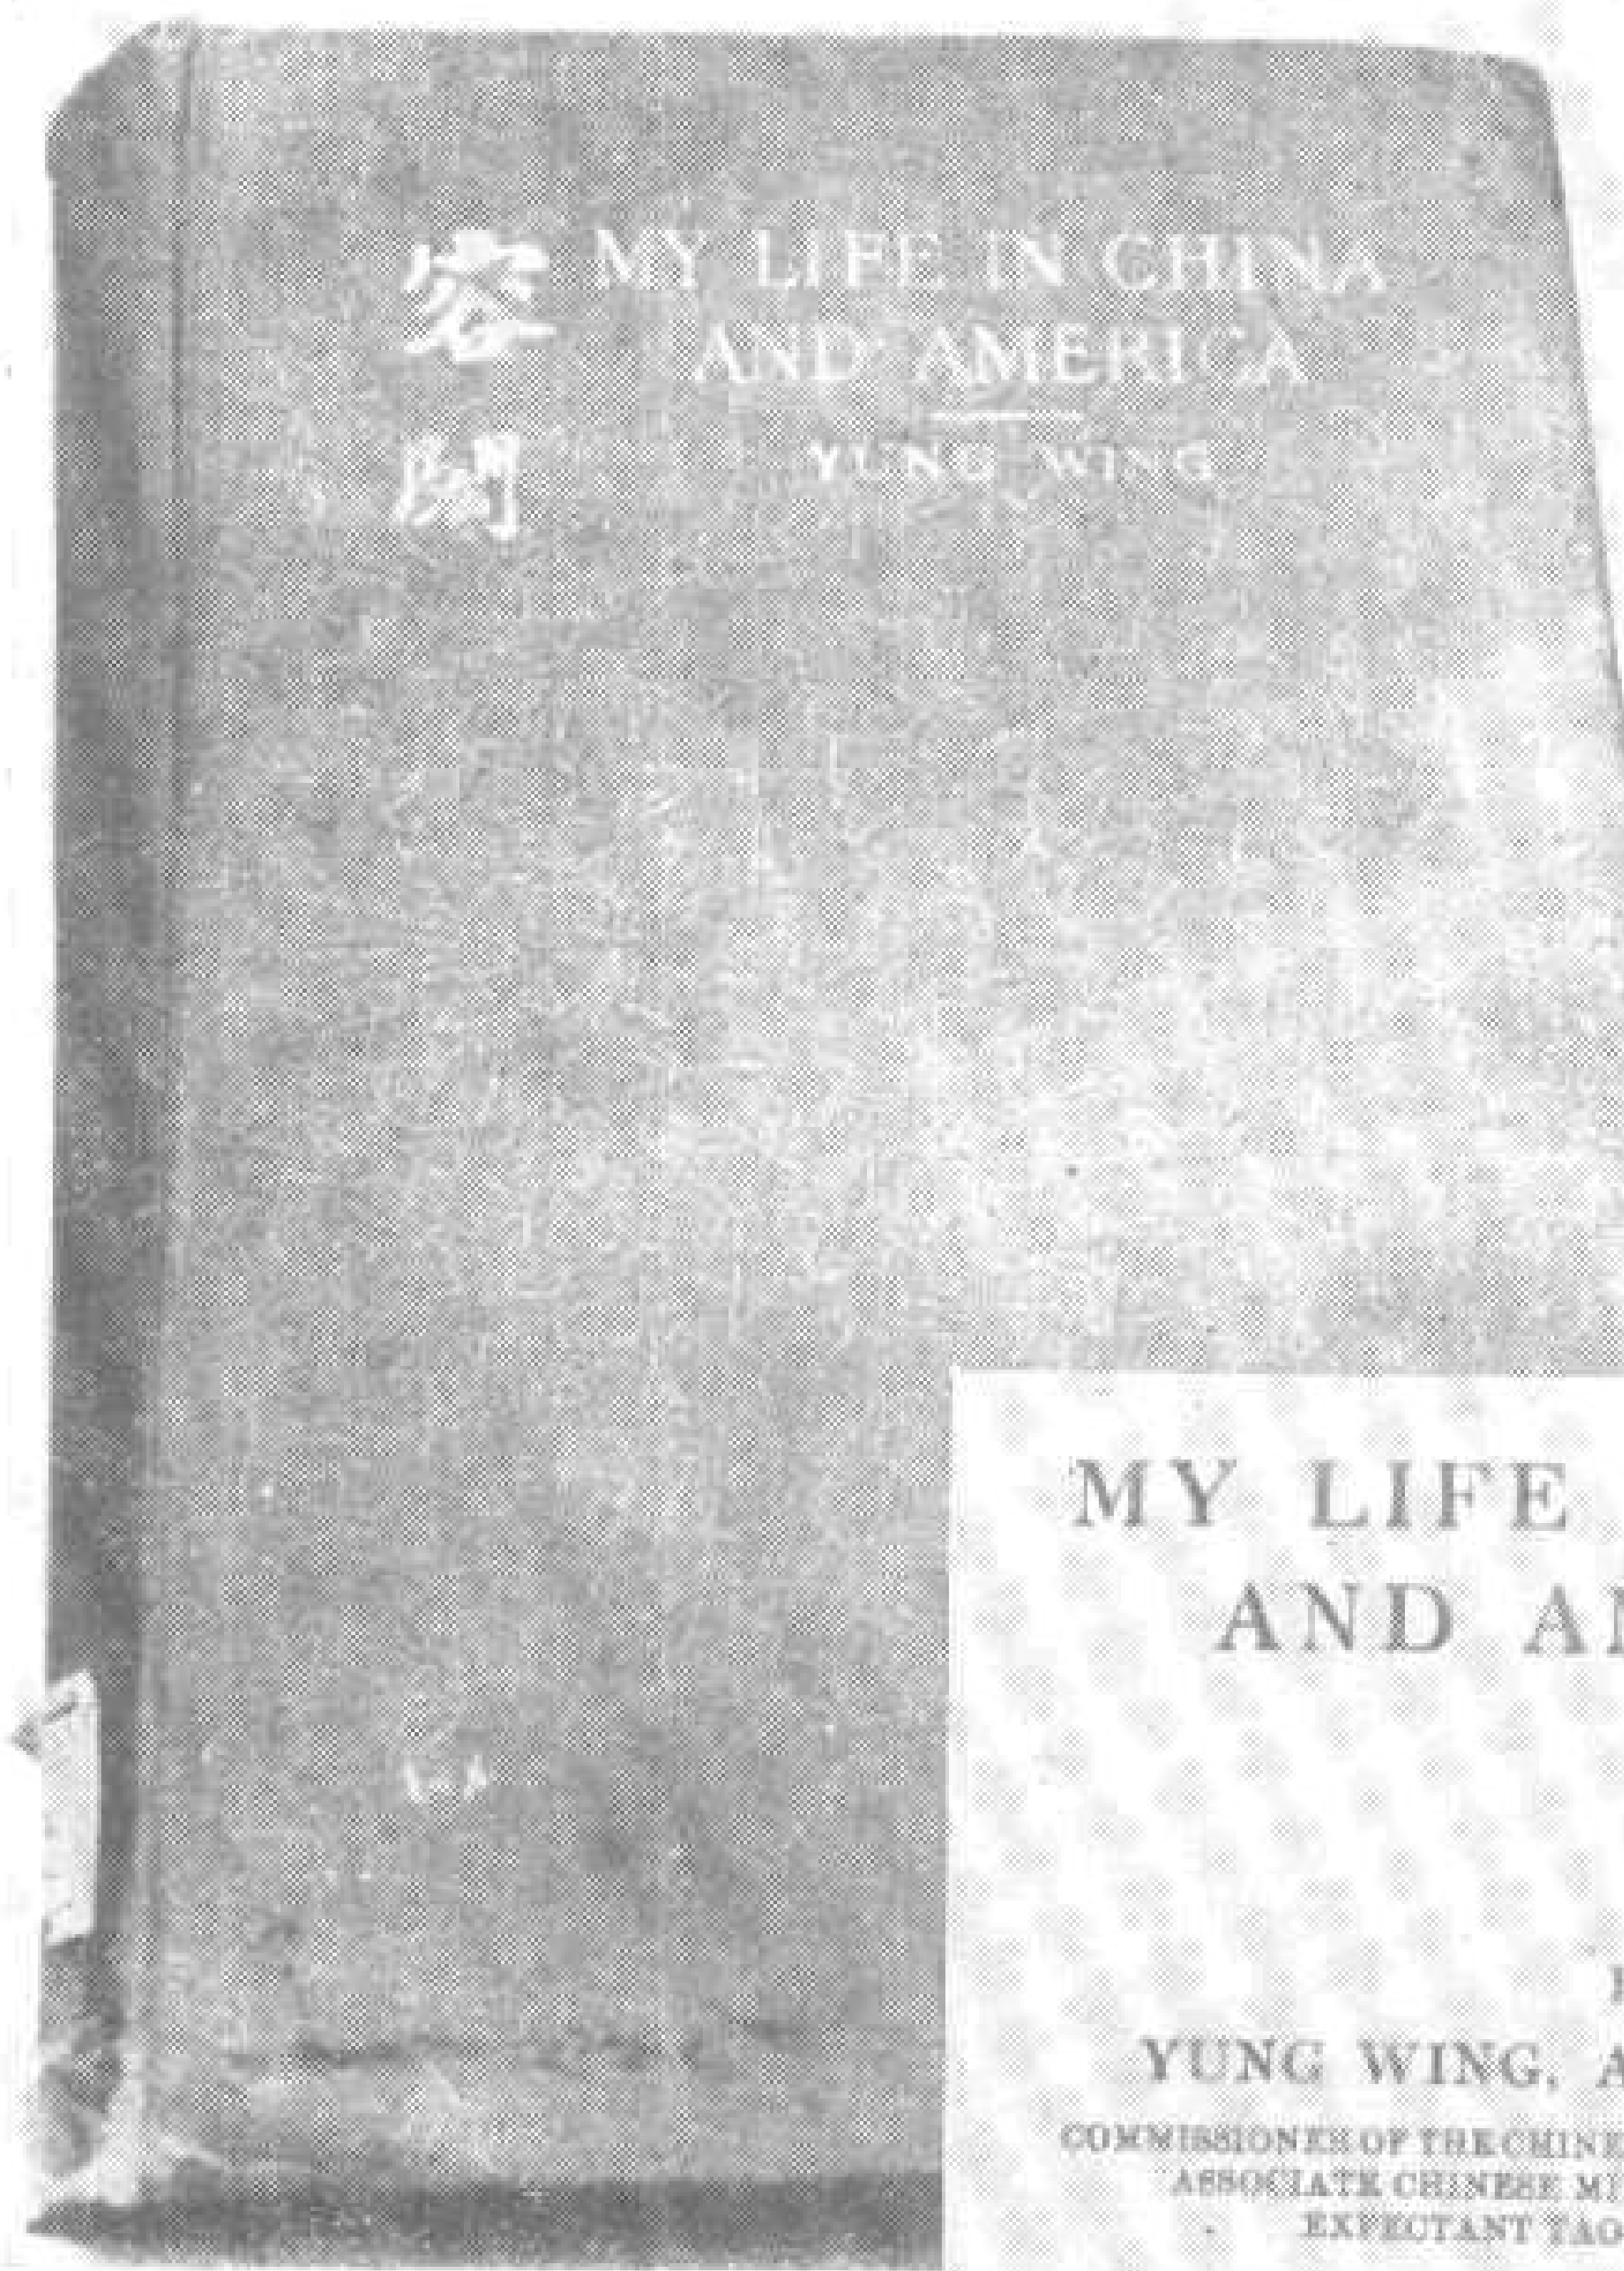 容
閎
MY LIFE IN CHINA
AND AMERICA
YUNG WING
MY LIFE
AND AM
YUNG WING, A
COMMISSIONER OF THE CHINE
ASSOCIATE CHINESE MI
EXPECTANT TAO